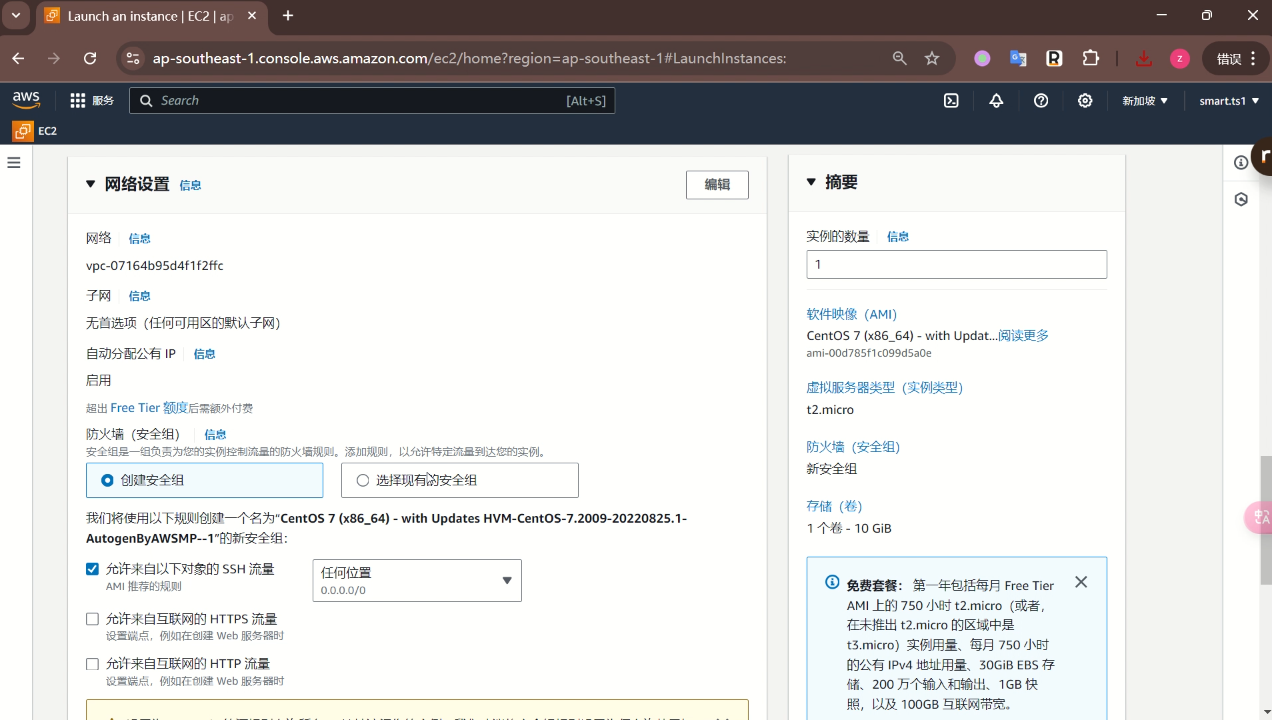 Launch an instance | EC2 | ap
ap-southeast-1.console.aws.amazon.com/ec2/home?region=ap-southeast-1#LaunchInstances:
R
z
错误
aws
服务
Search
[Alt+S]
新加坡
smart.ts1
EC2
网络设置
信息
编辑
网络
信息
vpc-07164b95d4f1f2ffc
子网
信息
无首选项（任何可用区的默认子网）
自动分配公有 IP
信息
启用
超出 Free Tier 额度后需额外付费
防火墙（安全组）
信息
安全组是一组负责为您的实例控制流量的防火墙规则。添加规则，以允许特定流量到达您的实例。
创建安全组
选择现有的安全组
我们将使用以下规则创建一个名为“CentOS 7 (x86_64) - with Updates HVM-CentOS-7.2009-20220825.1-
AutogenByAWSMP--1”的新安全组：
允许来自以下对象的 SSH 流量
AMI 推荐的规则
任何位置
0.0.0.0/0
允许来自互联网的 HTTPS 流量
设置端点，例如在创建 Web 服务器时
允许来自互联网的 HTTP 流量
设置端点，例如在创建 Web 服务器时
摘要
实例的数量
信息
1
软件映像（AMI）
CentOS 7 (x86_64) - with Updat...阅读更多
ami-00d785f1c099d5a0e
虚拟服务器类型（实例类型）
t2.micro
防火墙（安全组）
新安全组
存储（卷）
1 个卷 - 10 GiB
免费套餐： 第一年包括每月 Free Tier
AMI 上的 750 小时 t2.micro（或者，
在未推出 t2.micro 的区域中是
t3.micro）实例用量、每月 750 小时
的公有 IPv4 地址用量、30GiB EBS 存
储、200 万个输入和输出、1GB 快
照，以及 100GB 互联网带宽。